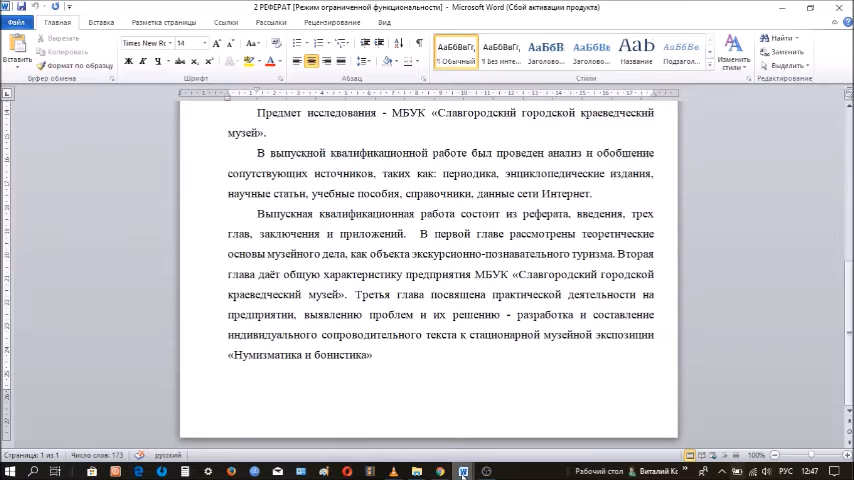 2 РЕФЕРАТ [Режим ограниченной функциональности] - Microsoft Word (Сбой активации продукта)
Файл Главная Вставка Разметка страницы Ссылки Рассылки Рецензирование Вид
Вставить
Вырезать
Копировать
Формат по образцу
Буфер обмена
Times New Ro 14
Шрифт
Абзац
АаБбВвГг, АаБбВвГг, АаБбВ АаБбВв АаЬ АаБбВв
¶ Обычный ¶ Без инте... Заголово... Заголово... Название Подзагол...
Стили
Изменить стили
Найти
Заменить
Выделить
Редактирование
Предмет исследования - МБУК «Славгородский городской краеведческий
музей».
В выпускной квалификационной работе был проведен анализ и обобщение
сопутствующих источников, таких как: периодика, энциклопедические издания,
научные статьи, учебные пособия, справочники, данные сети Интернет.
Выпускная квалификационная работа состоит из реферата, введения, трех
глав, заключения и приложений. В первой главе рассмотрены теоретические
основы музейного дела, как объекта экскурсионно-познавательного туризма. Вторая
глава даёт общую характеристику предприятия МБУК «Славгородский городской
краеведческий музей». Третья глава посвящена практической деятельности на
предприятии, выявлению проблем и их решению - разработка и составление
индивидуального сопроводительного текста к стационарной музейной экспозиции
«Нумизматика и бонистика»
Страница: 1 из 1 Число слов: 173 русский 100%
Рабочий стол Виталий Ко РУС 12:47